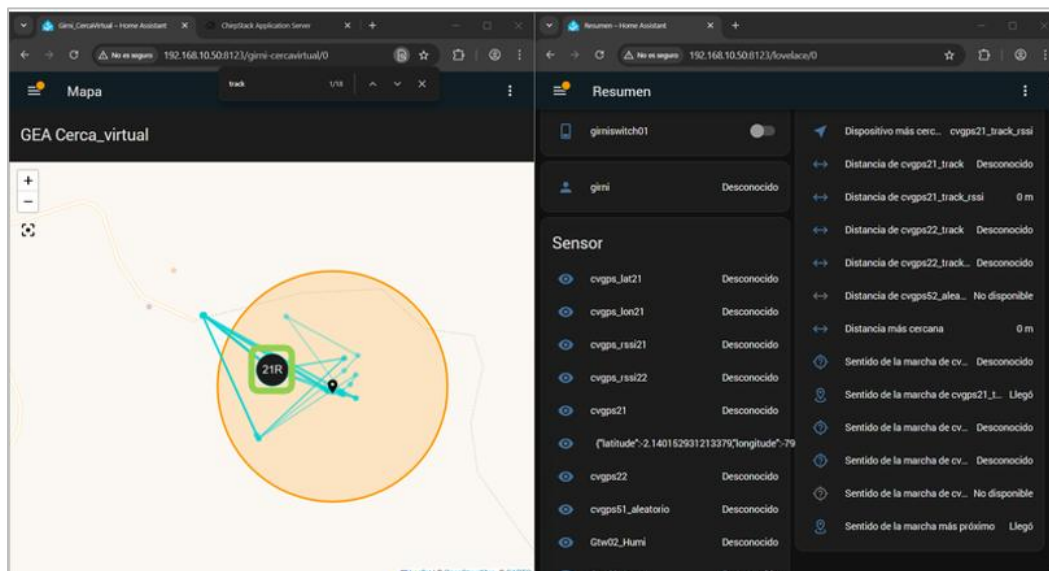 Girni_CercaVirtual – Home Assistant
ChirpStack Application Server
No es seguro
192.168.10.50:8123/girni-cercavirtual/0
track
1/18
Mapa
GEA Cerca_virtual
+
−
21R
Resumen – Home Assistant
No es seguro
192.168.10.50:8123/lovelace/0
Resumen
girniswitch01
girni Desconocido
Sensor
cvgps_lat21 Desconocido
cvgps_lon21 Desconocido
cvgps_rssi21 Desconocido
cvgps_rssi22 Desconocido
cvgps21 Desconocido
{"latitude":-2.140152931213379,"longitude":-79
cvgps22 Desconocido
cvgps51_aleatorio Desconocido
Gtw02_Humi Desconocido
Dispositivo más cerc... cvgps21_track_rssi
Distancia de cvgps21_track Desconocido
Distancia de cvgps21_track_rssi 0 m
Distancia de cvgps22_track Desconocido
Distancia de cvgps22_track... Desconocido
Distancia de cvgps52_alea... No disponible
Distancia más cercana 0 m
Sentido de la marcha de cv... Desconocido
Sentido de la marcha de cvgps21_t... Llegó
Sentido de la marcha de cv... Desconocido
Sentido de la marcha de cv... Desconocido
Sentido de la marcha de cv... No disponible
Sentido de la marcha más próximo Llegó